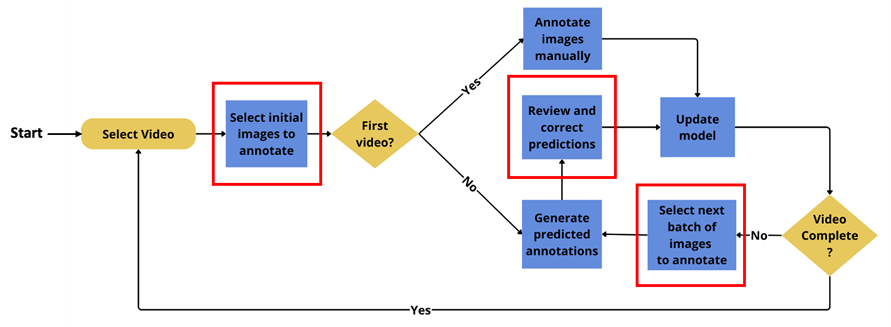 Start
Select Video
Select initial
images to
annotate
First
video?
Yes
No
Annotate
images
manually
Review and
correct
predictions
Generate
predicted
annotations
Update
model
Select next
batch of
images
to annotate
No
Video
Complete
?
Yes